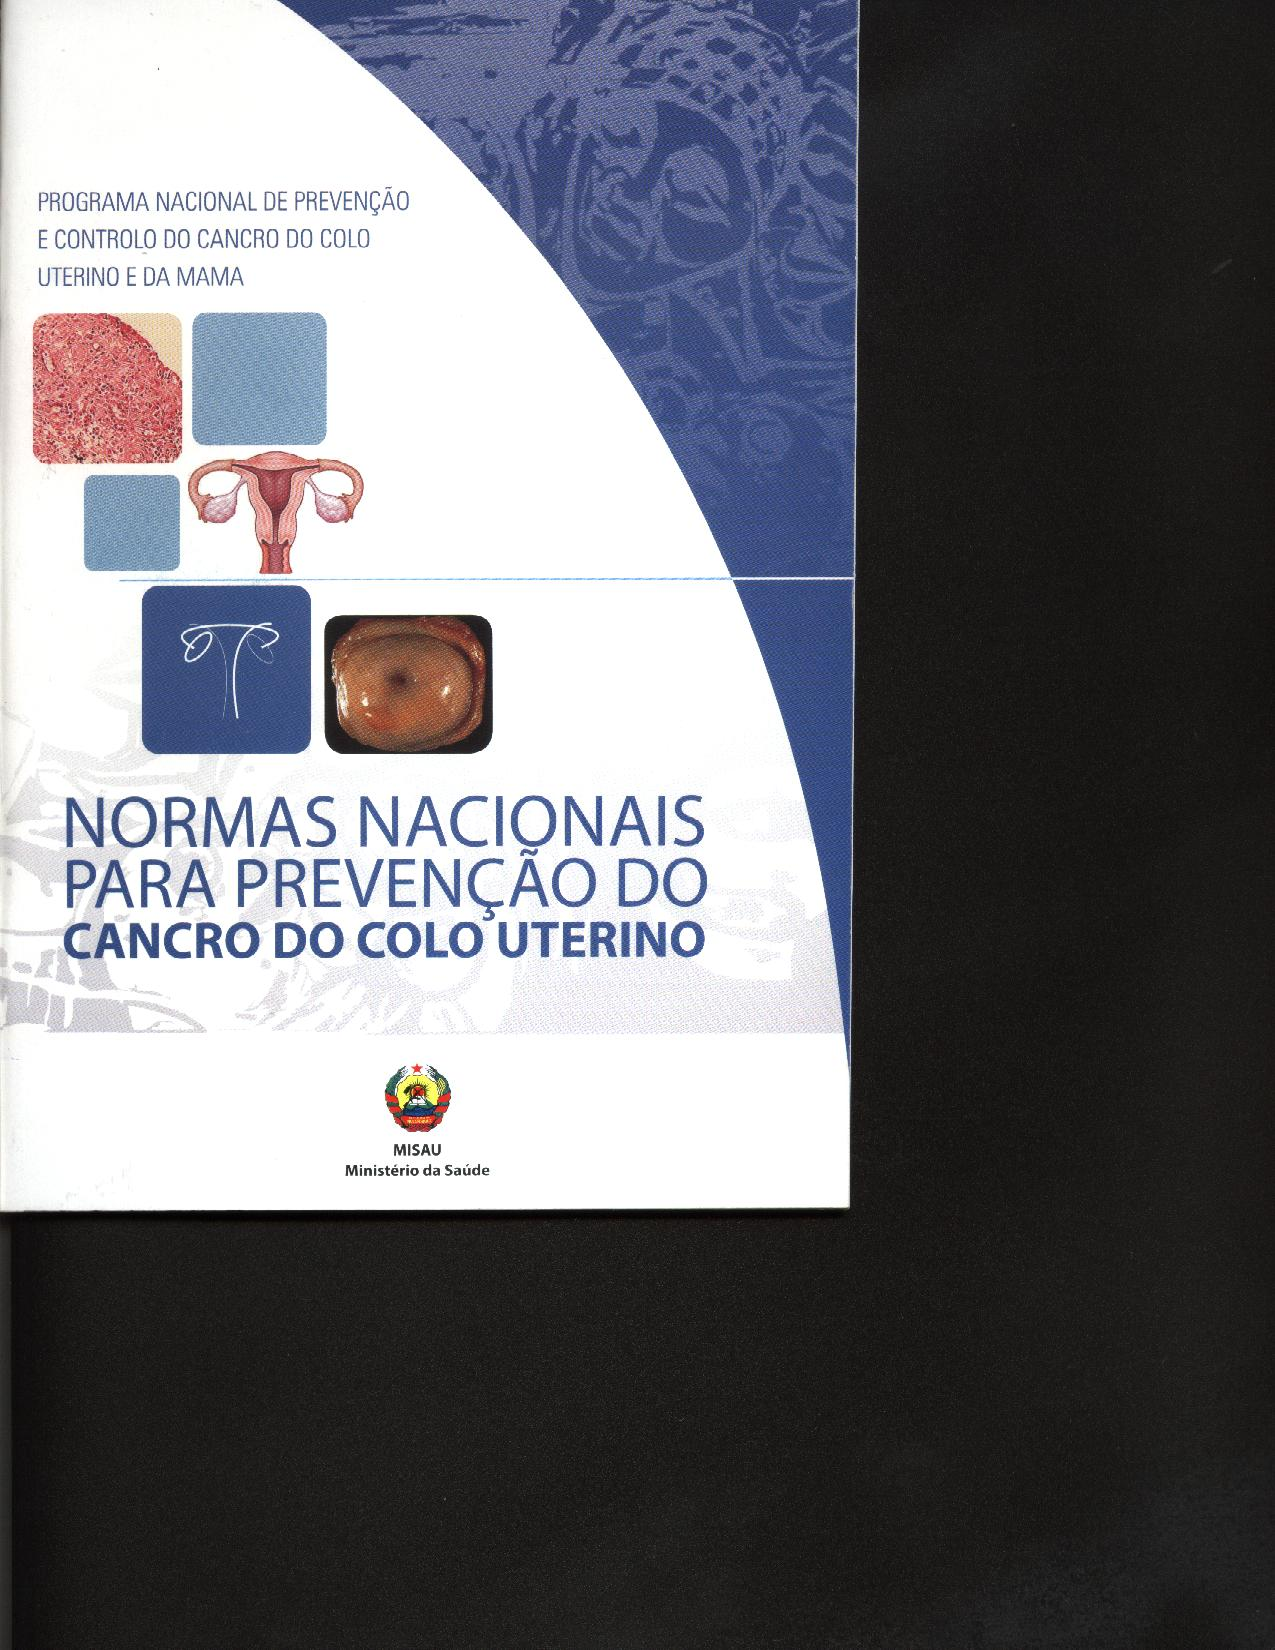 PROGRAMA NACIONAL DE PREVENÇÃO
E CONTROLO DO CANCRO DO COLO
UTERINO E DA MAMA
NORMAS NACIONAIS
PARA PREVENÇÃO DO
CANCRO DO COLO UTERINO
MISAU
Ministério da Saúde